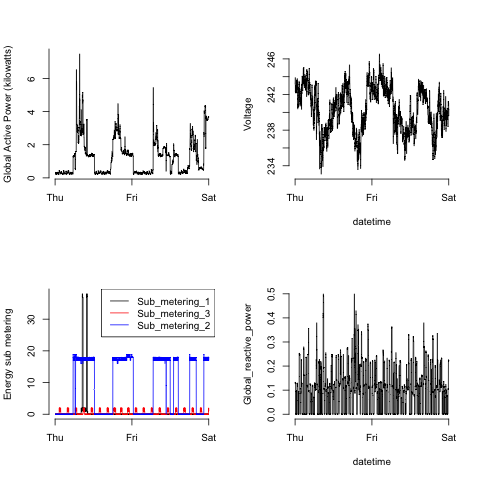 Global Active Power (kilowatts)
0 2 4 6
Thu Fri Sat
Voltage
234 238 242 246
Thu Fri Sat
datetime
Energy sub metering
0 10 20 30
Sub_metering_1
Sub_metering_3
Sub_metering_2
Thu Fri Sat
Global_reactive_power
0.0 0.1 0.2 0.3 0.4 0.5
Thu Fri Sat
datetime